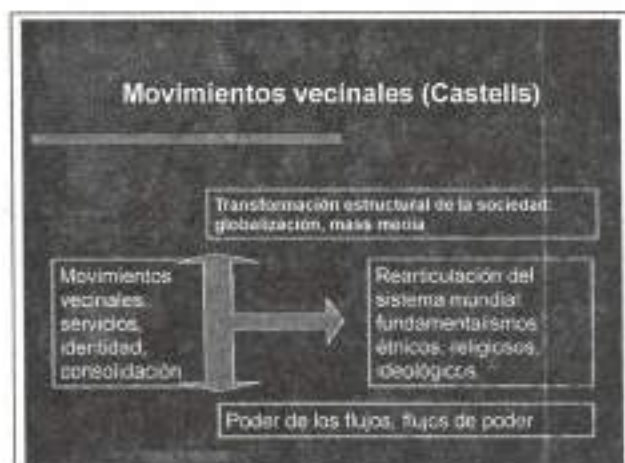 Movimientos vecinales (Castells)
Transformación estructural de la sociedad:
globalización, mass media
Movimientos
vecinales:
servicios,
identidad,
consolidación
Rearticulación del
sistema mundial:
fundamentalismos
étnicos, religiosos,
ideológicos
Poder de los flujos, flujos de poder